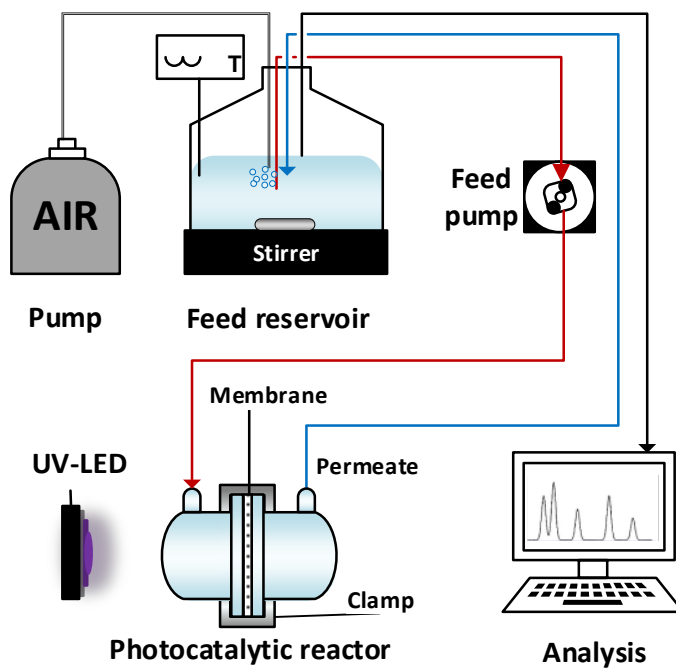 T
AIR
Feed
pump
Stirrer
Pump
Feed reservoir
Membrane
UV-LED
Permeate
Clamp
Photocatalytic reactor
Analysis